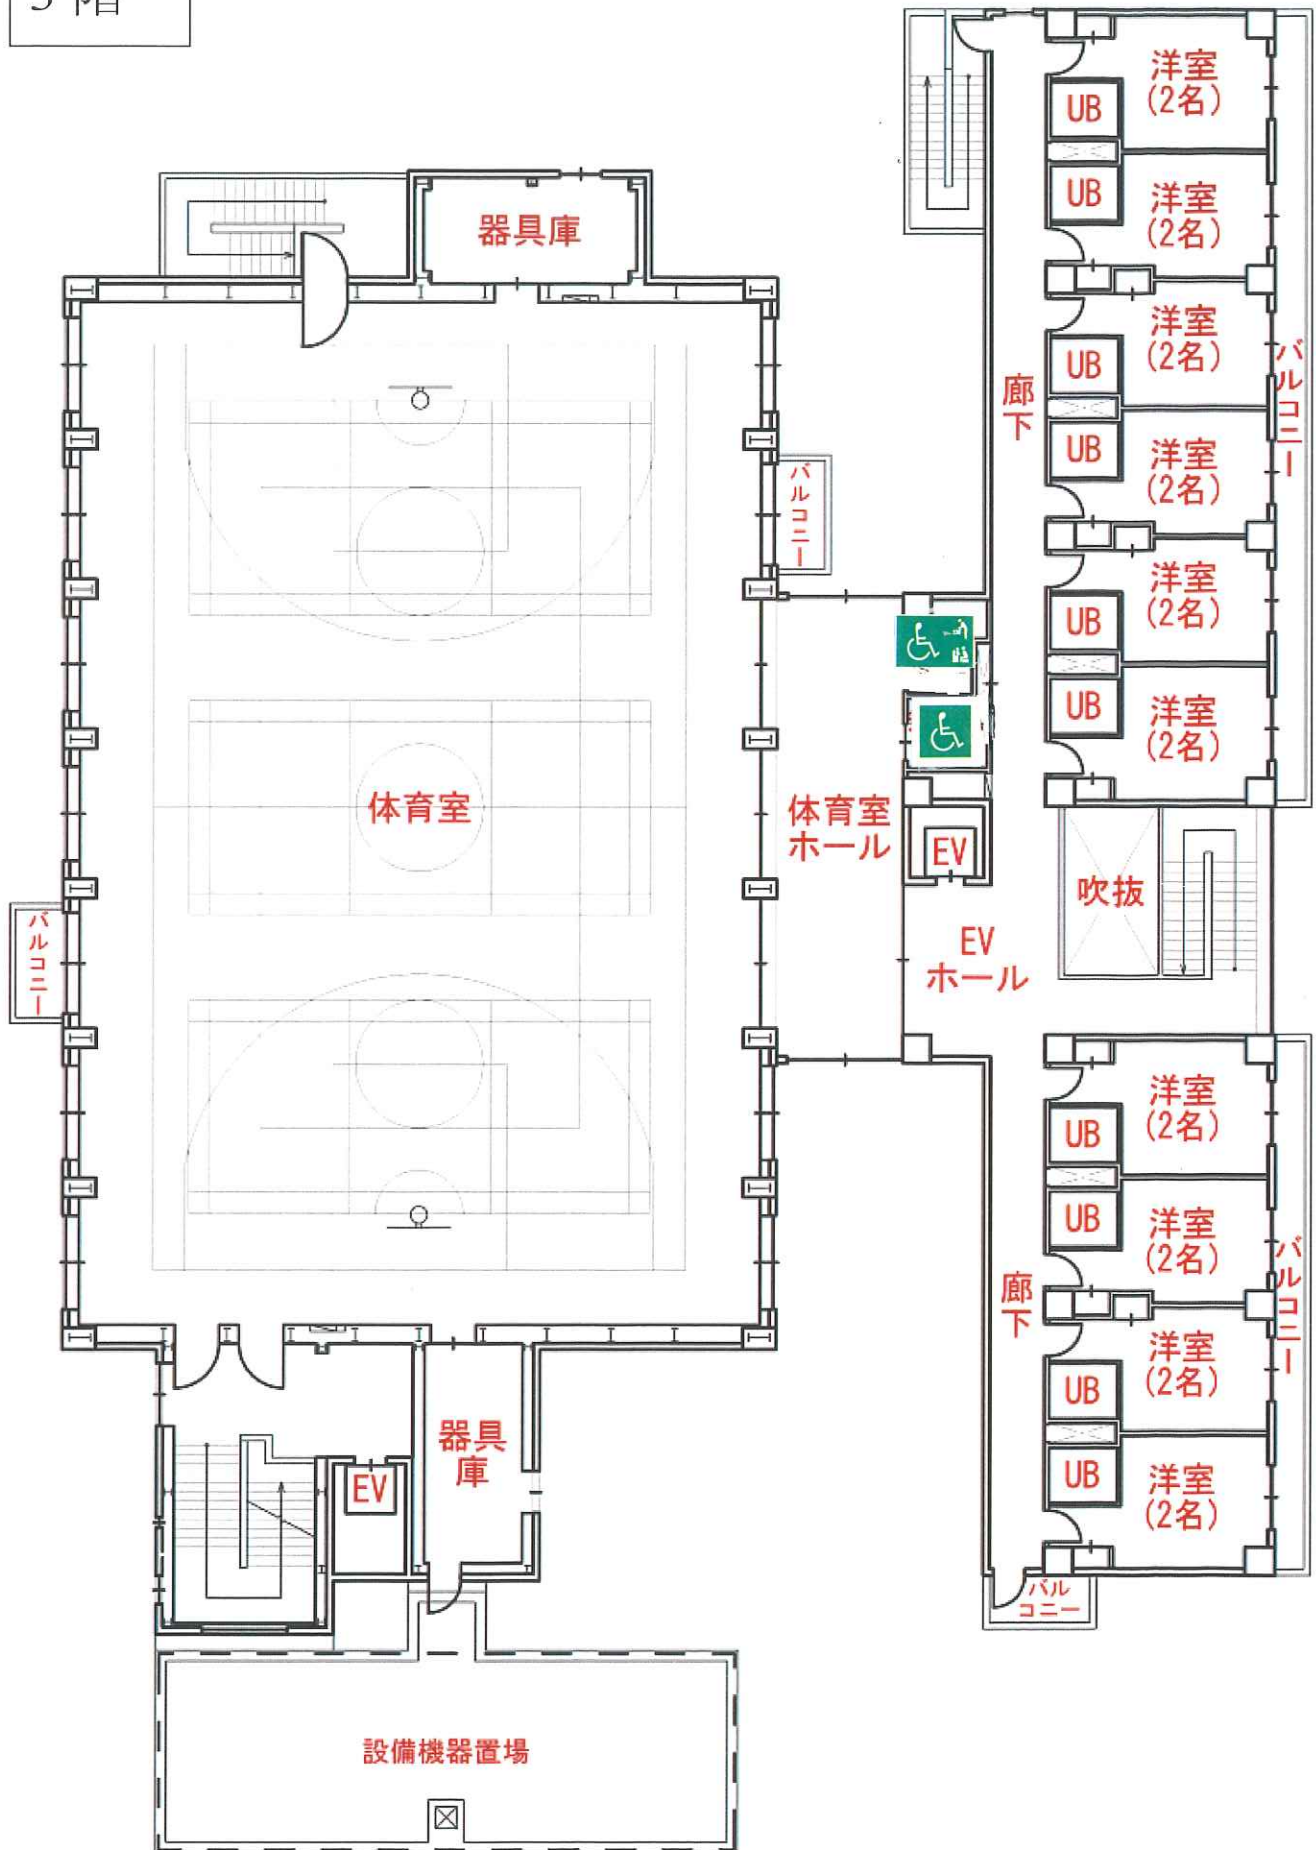 階
洋室
(2名)
UB
UB
洋室
(2名)
器具庫
洋室
(2名)
UB
バルコニー
廊下
UB
洋室
(2名)
バルコニー
洋室
(2名)
UB
UB
洋室
(2名)
体育室
体育室
ホール
EV
吹抜
バルコニー
EV
ホール
洋室
(2名)
UB
UB
洋室
(2名)
バルコニー
廊下
洋室
(2名)
UB
器具
庫
EV
UB
洋室
(2名)
バル
コニー
設備機器置場